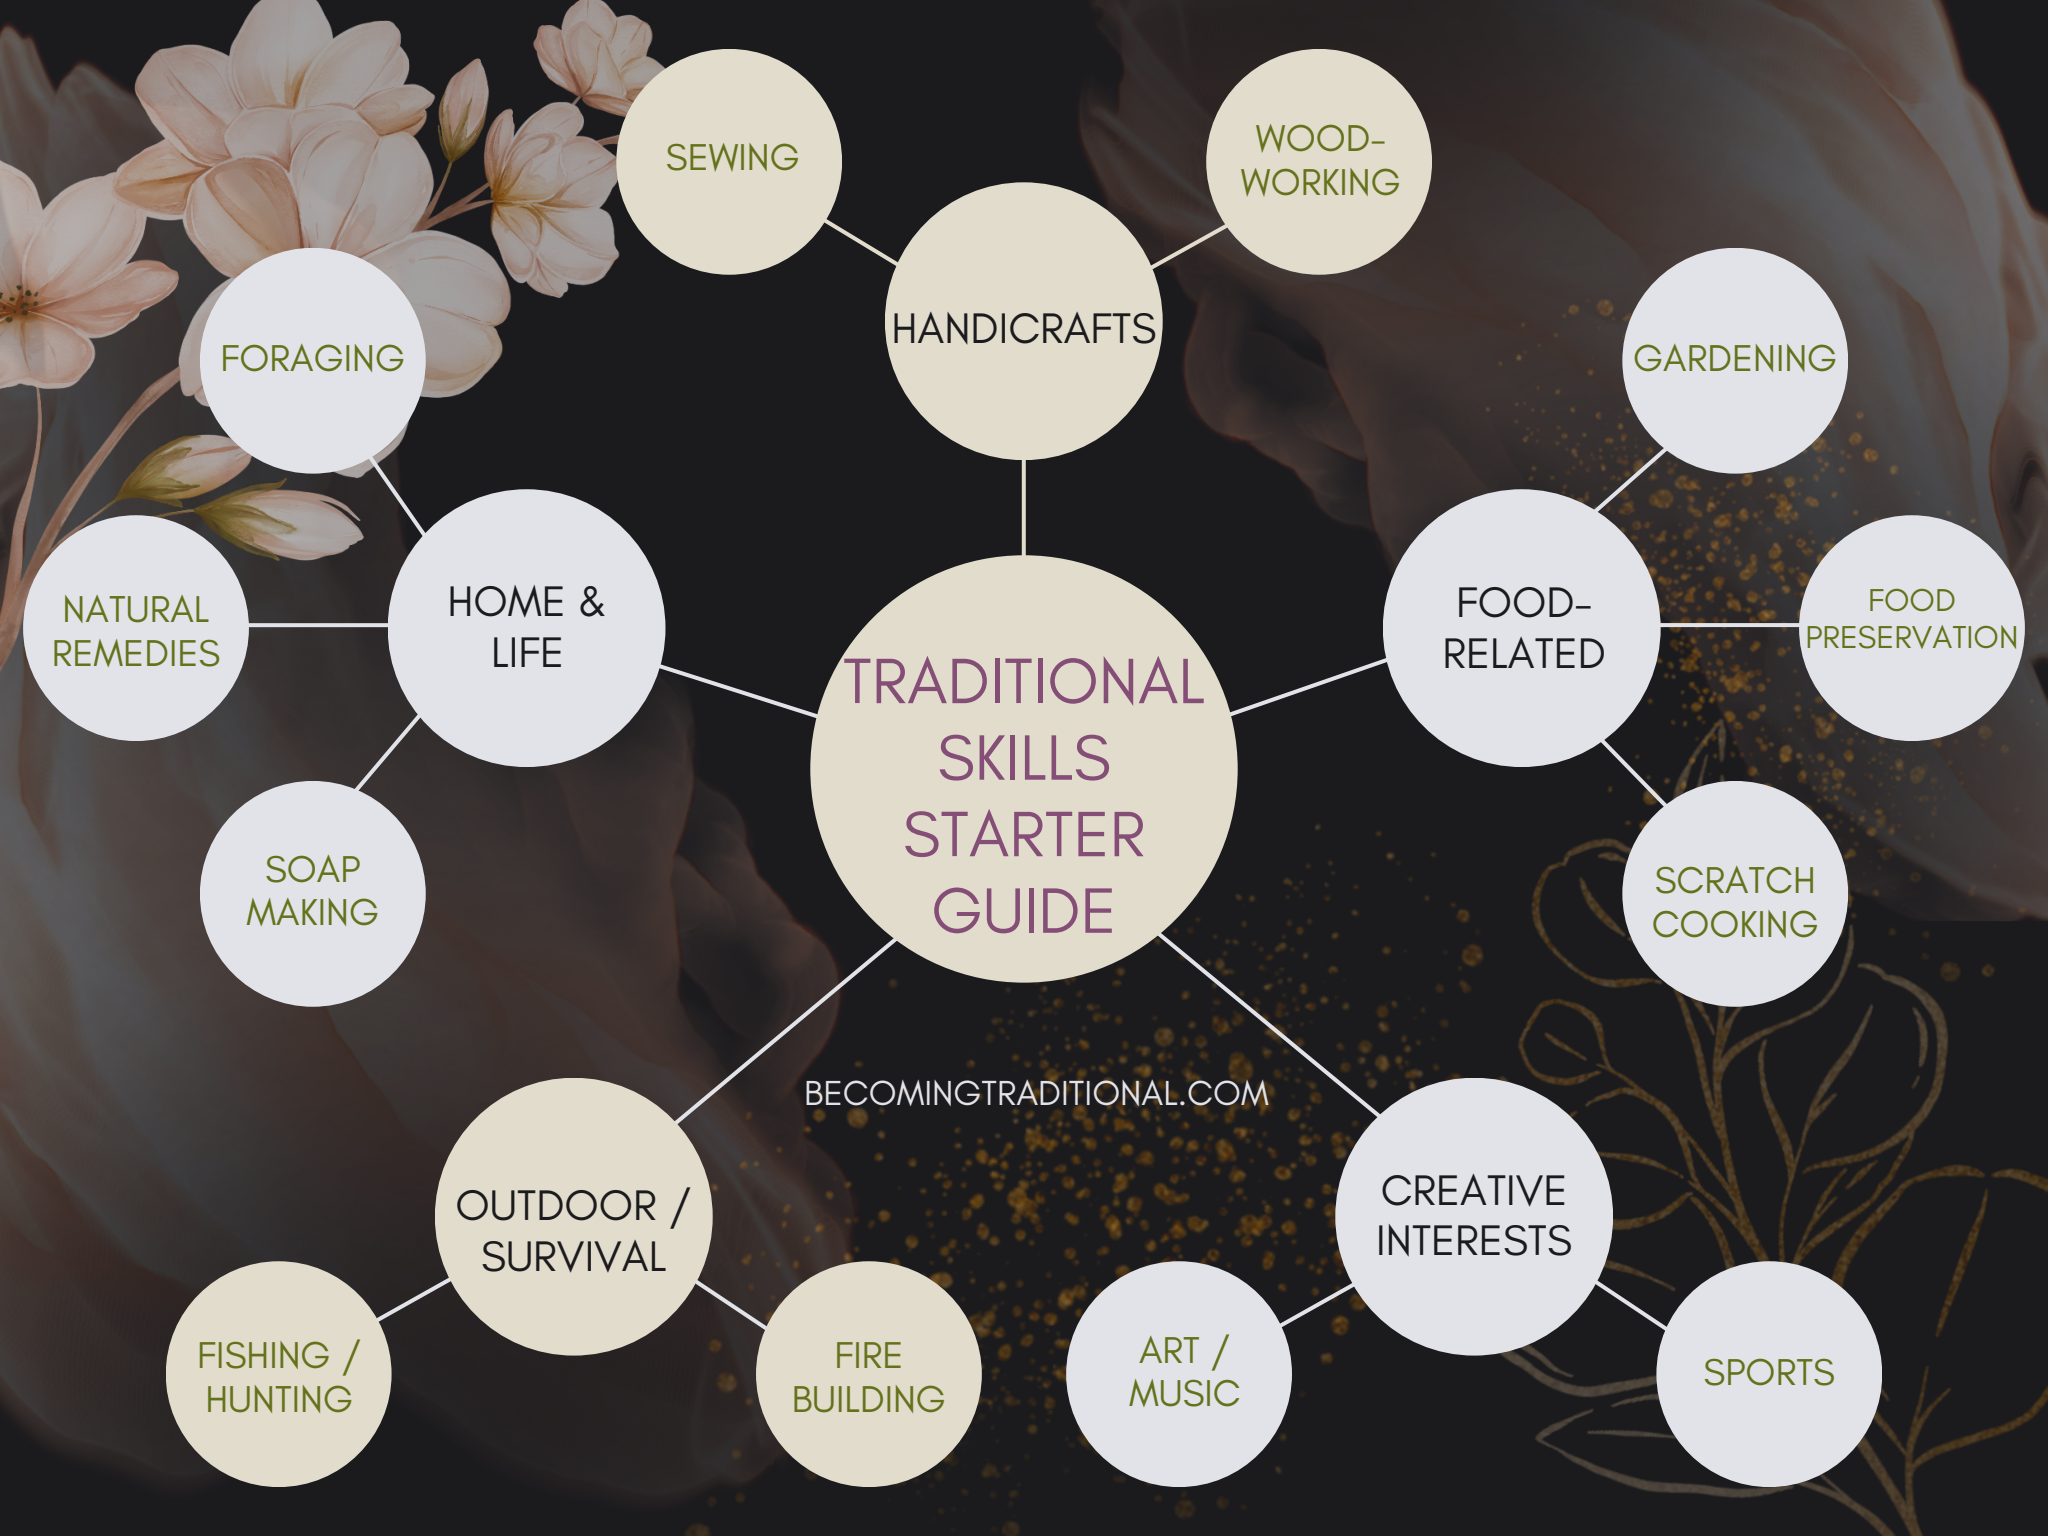 SEWING
WOOD-
WORKING
HANDICRAFTS
FORAGING
GARDENING
NATURAL
REMEDIES
HOME &
LIFE
FOOD-
RELATED
FOOD
PRESERVATION
TRADITIONAL
SKILLS
STARTER
GUIDE
SOAP
MAKING
SCRATCH
COOKING
BECOMINGTRADITIONAL.COM
OUTDOOR /
SURVIVAL
CREATIVE
INTERESTS
FISHING /
HUNTING
FIRE
BUILDING
ART /
MUSIC
SPORTS